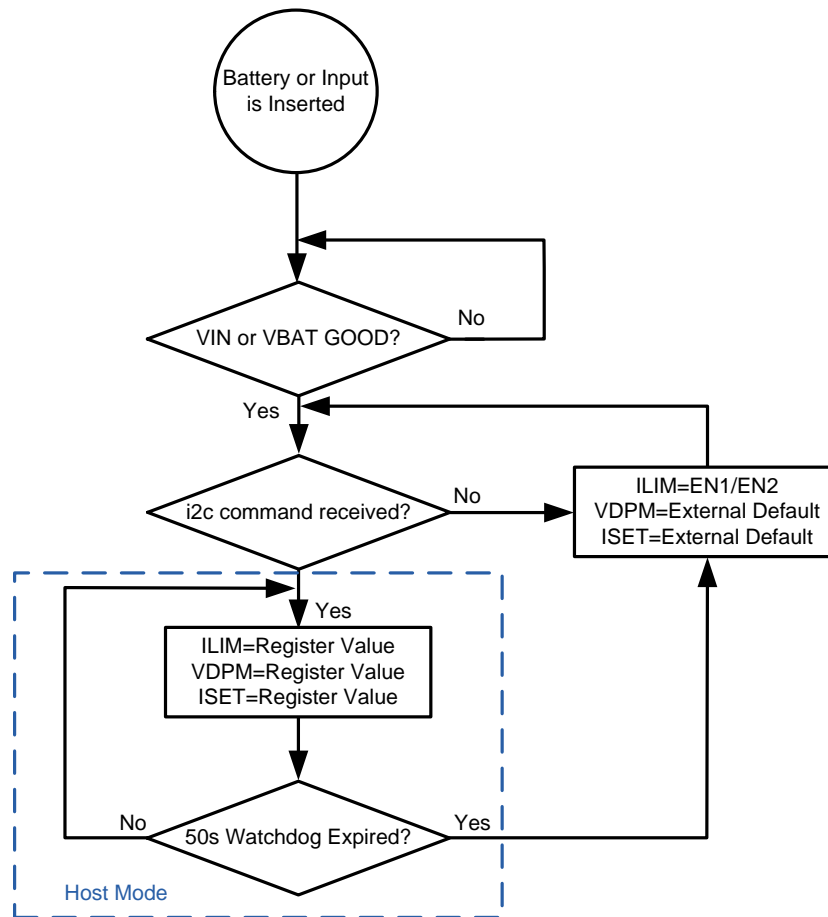 Battery or Input
is Inserted
VIN or VBAT GOOD?
No
Yes
i2c command received?
No
ILIM=EN1/EN2
VDPM=External Default
ISET=External Default
Yes
ILIM=Register Value
VDPM=Register Value
ISET=Register Value
No
50s Watchdog Expired?
Yes
Host Mode